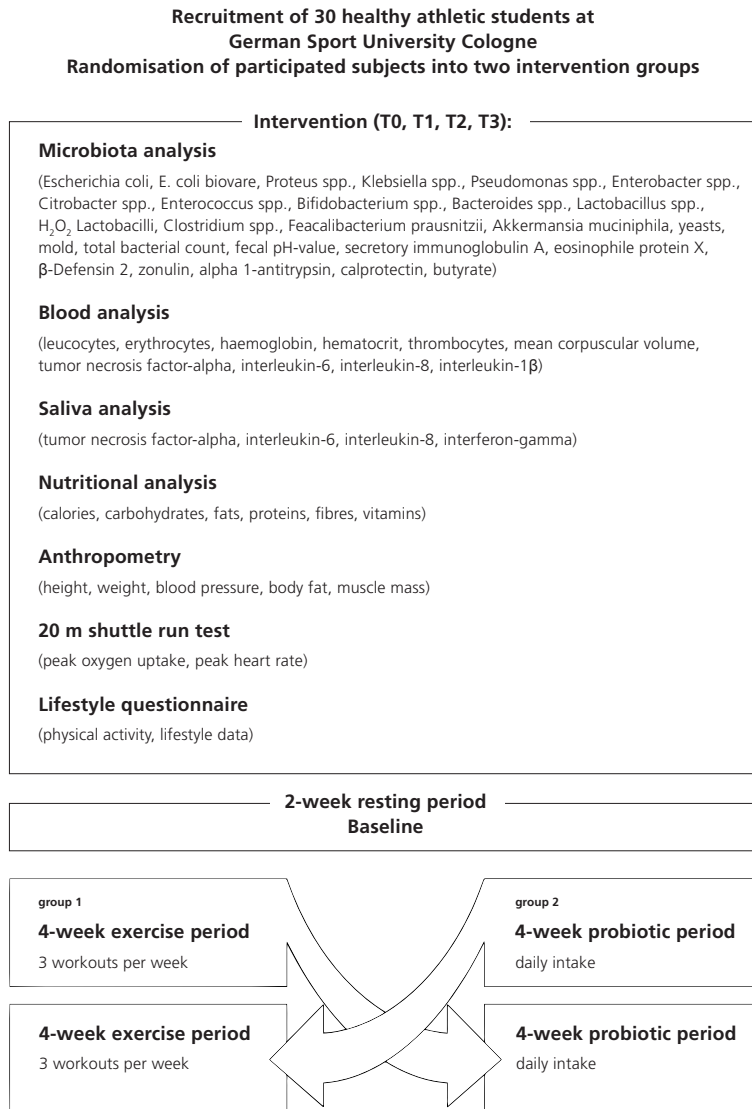 Recruitment of 30 healthy athletic students at
German Sport University Cologne
Randomisation of participated subjects into two intervention groups
Intervention (T0, T1, T2, T3):
Microbiota analysis
(Escherichia coli, E. coli biovare, Proteus spp., Klebsiella spp., Pseudomonas spp., Enterobacter spp.,
Citrobacter spp., Enterococcus spp., Bifidobacterium spp., Bacteroides spp., Lactobacillus spp.,
H₂O₂ Lactobacilli, Clostridium spp., Feacalibacterium prausnitzii, Akkermansia muciniphila, yeasts,
mold, total bacterial count, fecal pH-value, secretory immunoglobulin A, eosinophile protein X,
β-Defensin 2, zonulin, alpha 1-antitrypsin, calprotectin, butyrate)
Blood analysis
(leucocytes, erythrocytes, haemoglobin, hematocrit, thrombocytes, mean corpuscular volume,
tumor necrosis factor-alpha, interleukin-6, interleukin-8, interleukin-1β)
Saliva analysis
(tumor necrosis factor-alpha, interleukin-6, interleukin-8, interferon-gamma)
Nutritional analysis
(calories, carbohydrates, fats, proteins, fibres, vitamins)
Anthropometry
(height, weight, blood pressure, body fat, muscle mass)
20 m shuttle run test
(peak oxygen uptake, peak heart rate)
Lifestyle questionnaire
(physical activity, lifestyle data)
2-week resting period
Baseline
group 1
4-week exercise period
3 workouts per week
group 2
4-week probiotic period
daily intake
4-week exercise period
3 workouts per week
4-week probiotic period
daily intake